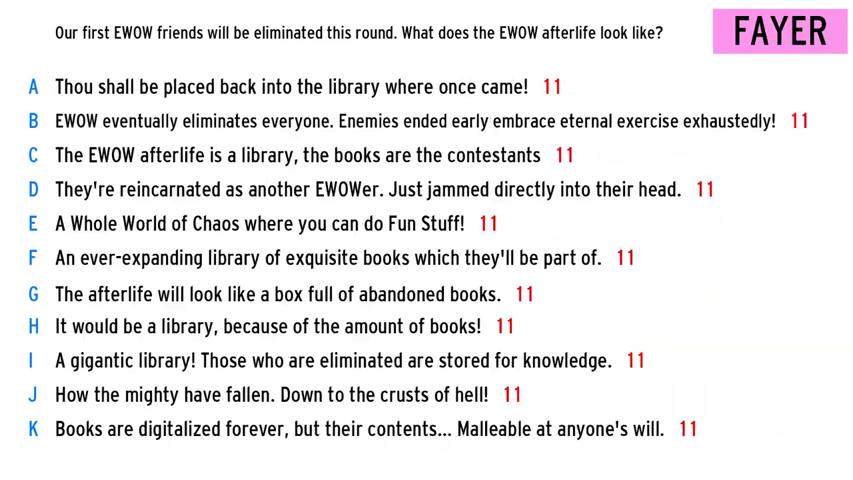 Our first EWOW friends will be eliminated this round. What does the EWOW afterlife look like?
FAYER
A Thou shall be placed back into the library where once came! 11
B EWOW eventually eliminates everyone. Enemies ended early embrace eternal exercise exhaustedly! 11
C The EWOW afterlife is a library, the books are the contestants 11
D They're reincarnated as another EWOWer. Just jammed directly into their head. 11
E A Whole World of Chaos where you can do Fun Stuff! 11
F An ever-expanding library of exquisite books which they'll be part of. 11
G The afterlife will look like a box full of abandoned books. 11
H It would be a library, because of the amount of books! 11
I A gigantic library! Those who are eliminated are stored for knowledge. 11
J How the mighty have fallen. Down to the crusts of hell! 11
K Books are digitalized forever, but their contents... Malleable at anyone's will. 11